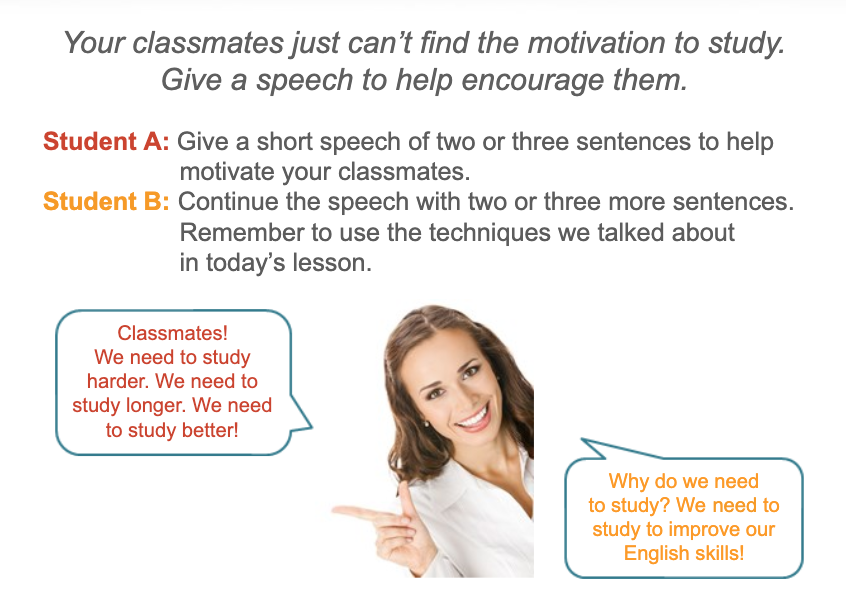 Your classmates just can’t find the motivation to study.
Give a speech to help encourage them.
Student A: Give a short speech of two or three sentences to help
motivate your classmates.
Student B: Continue the speech with two or three more sentences.
Remember to use the techniques we talked about
in today’s lesson.
Classmates!
We need to study
harder. We need to
study longer. We need
to study better!
Why do we need
to study? We need to
study to improve our
English skills!